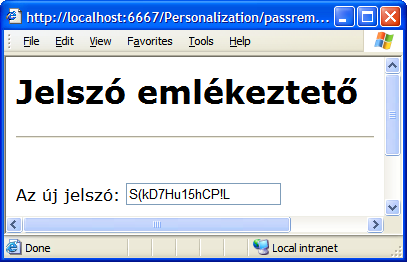 http://localhost:6667/Personalization/passrem...
File Edit View Favorites Tools Help
Jelszó emlékeztető
Az új jelszó: S(kD7Hu15hCP!L
Done Local intranet